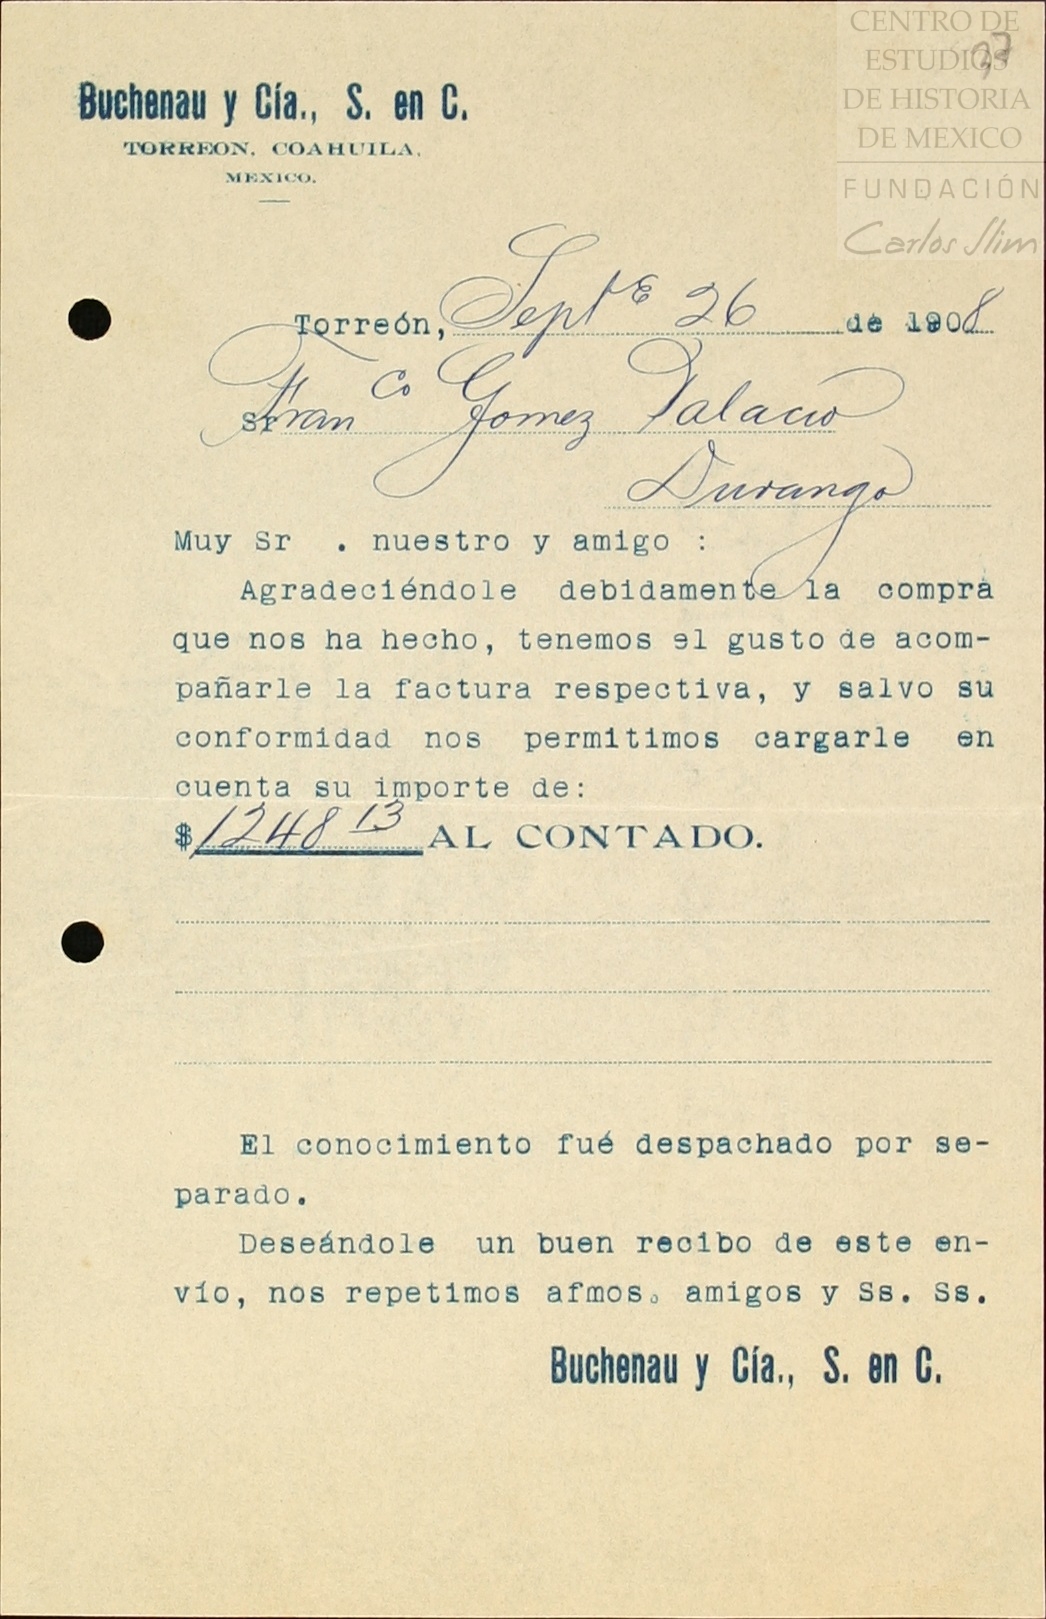 CENTRO DE
ESTUDIOS
DE HISTORIA
DE MEXICO
FUNDACIÓN
Carlos Slim
37
Buchenau y Cía., S. en C.
TORREON, COAHUILA,
MEXICO.
Torreón, Septe 26 de 1908
Sr Franco Gomez Palacio
Durango
Muy Sr . nuestro y amigo :
Agradeciéndole debidamente la compra
que nos ha hecho, tenemos el gusto de acom-
pañarle la factura respectiva, y salvo su
conformidad nos permitimos cargarle en
cuenta su importe de:
$ 1248 13 AL CONTADO.
El conocimiento fué despachado por se-
parado.
Deseándole un buen recibo de este en-
vío, nos repetimos afmos. amigos y Ss. Ss.
Buchenau y Cía., S. en C.